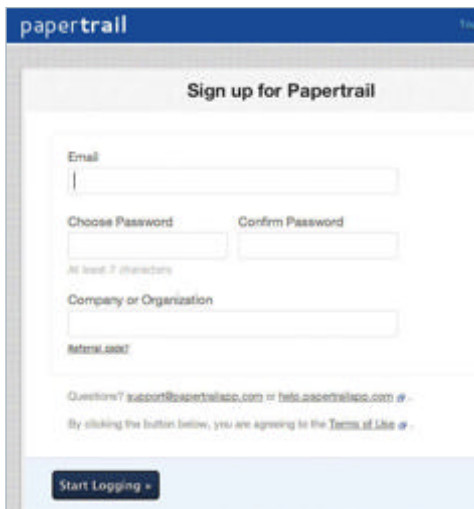 papertrail
Sign up for Papertrail
Email
Choose Password Confirm Password
At least 7 characters
Company or Organization
Referral code?
Questions? support@papertrailapp.com or help.papertrailapp.com .
By clicking the button below, you are agreeing to the Terms of Use .
Start Logging »